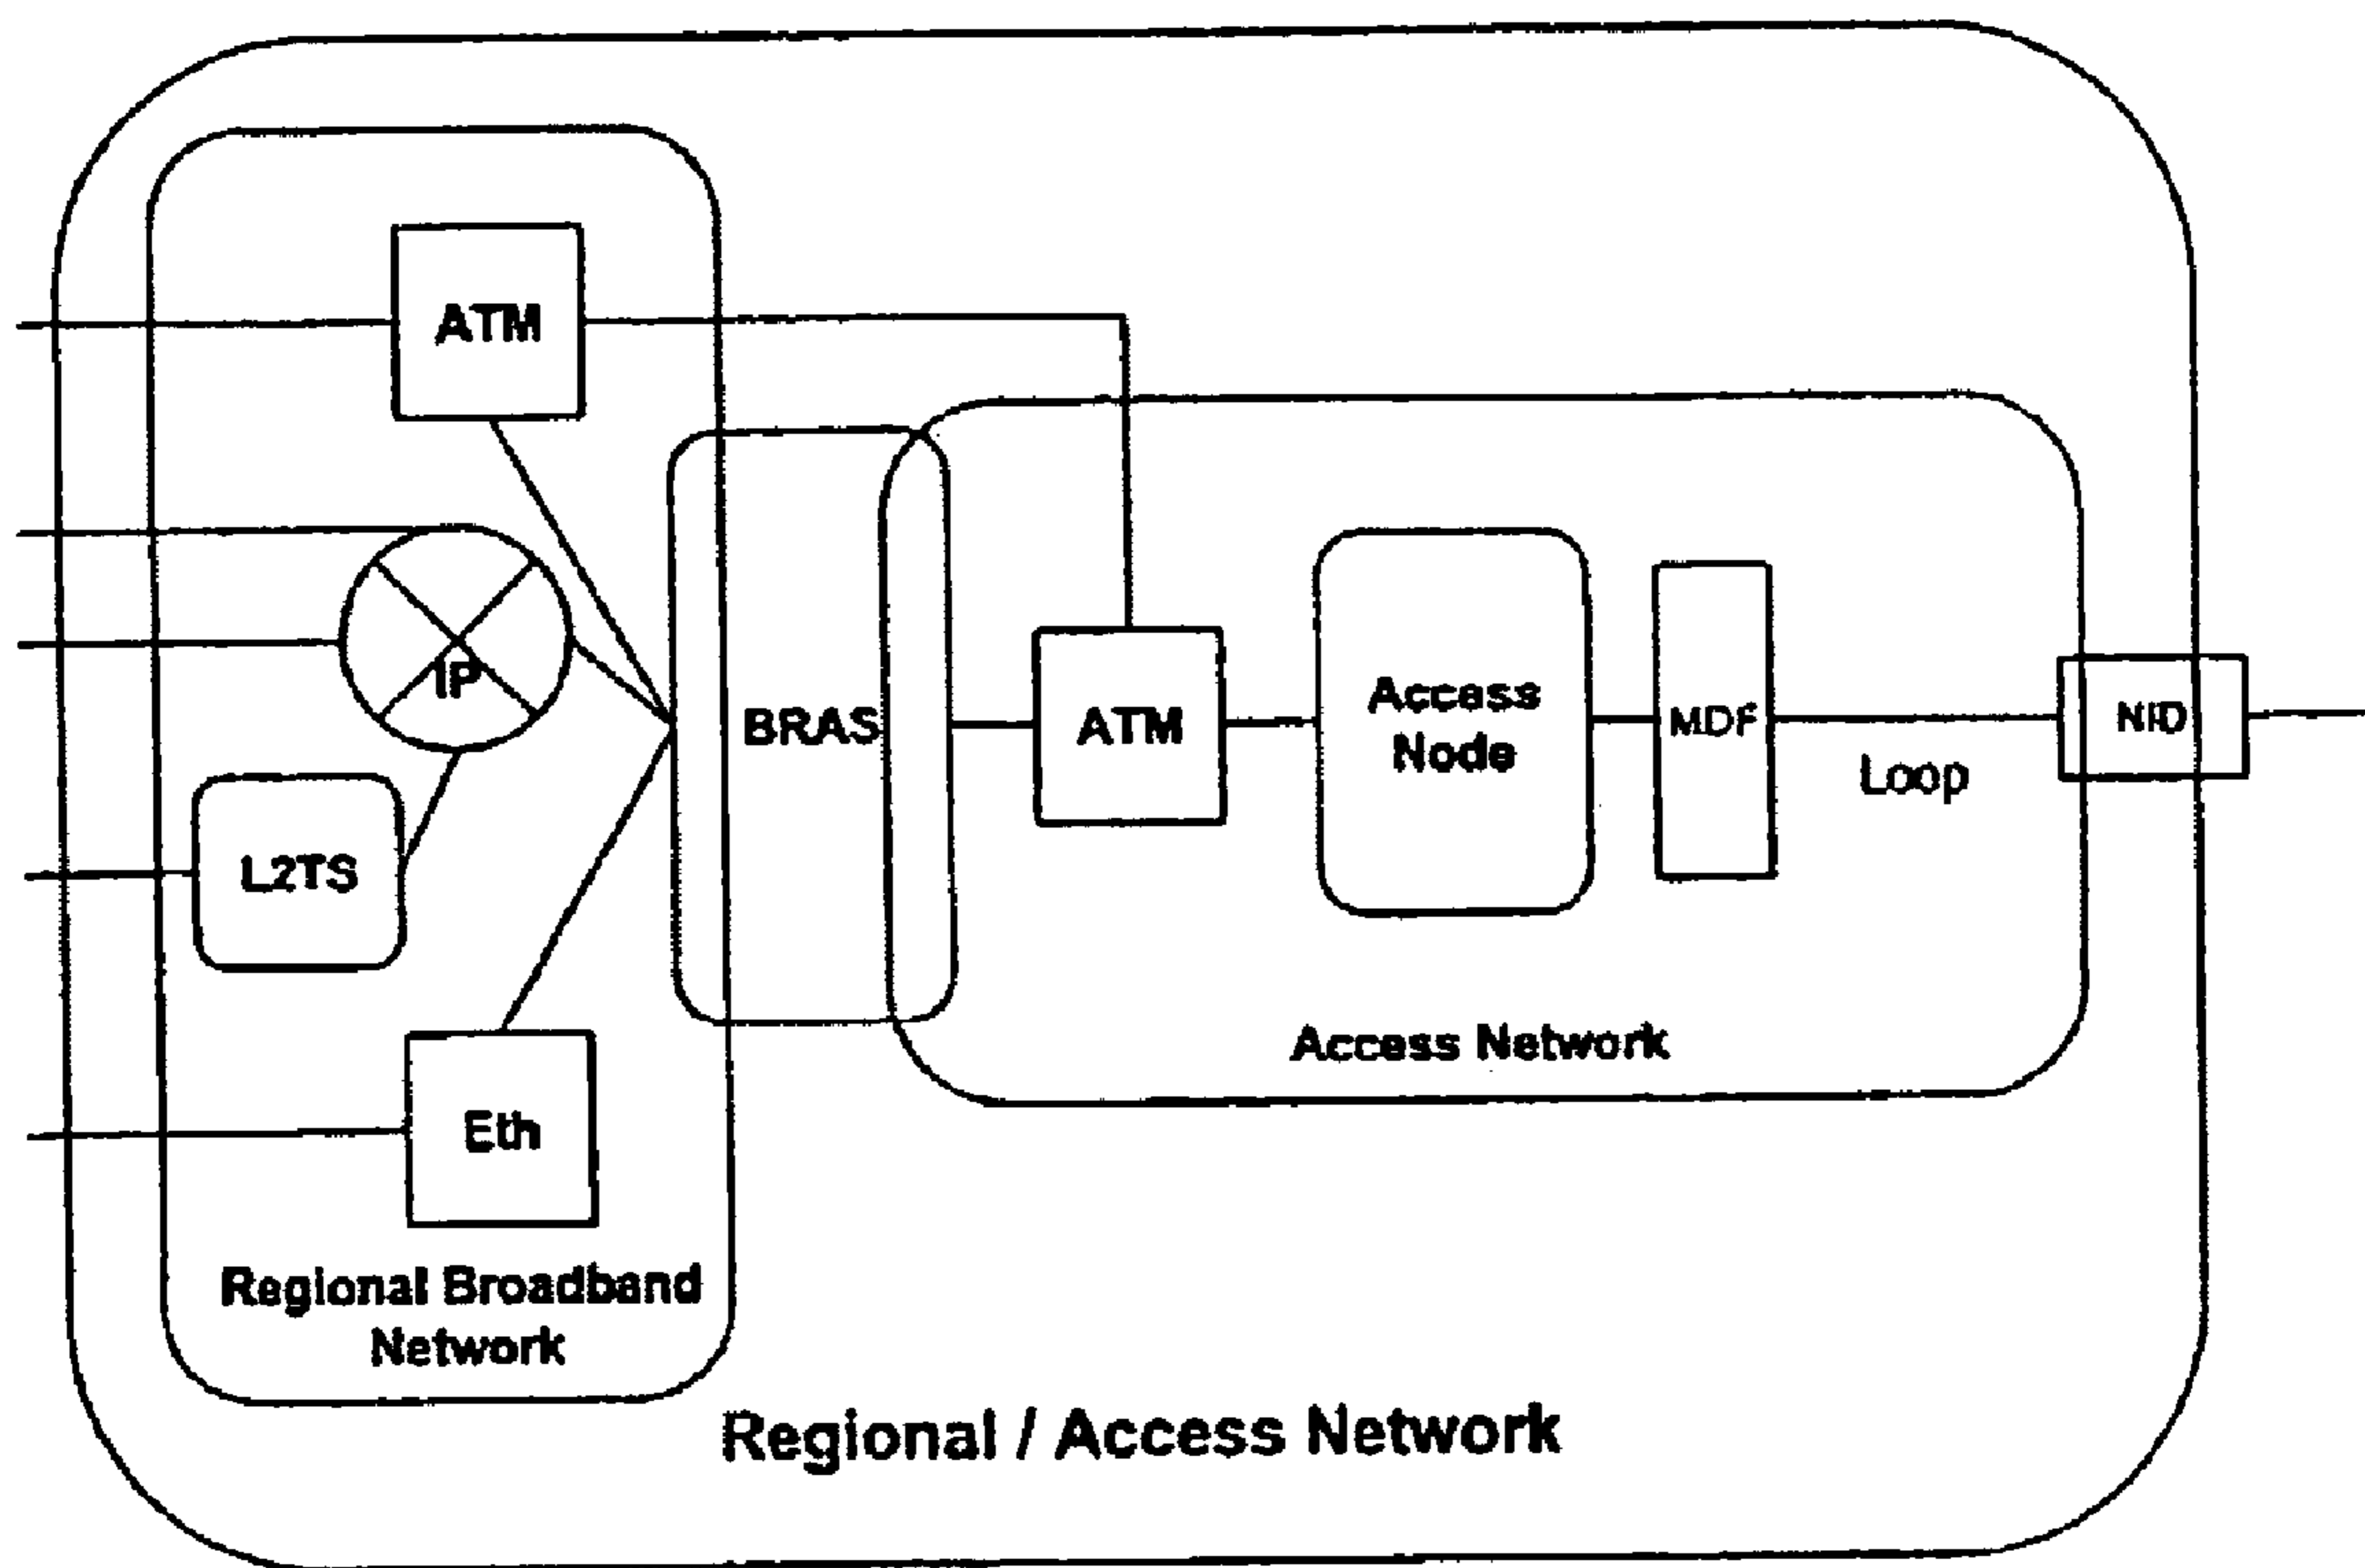 ATM
IP
L2TS
Eth
Regional Broadband
Network
BRAS
ATM
Access
Node
MDF
Loop
NID
Access Network
Regional / Access Network